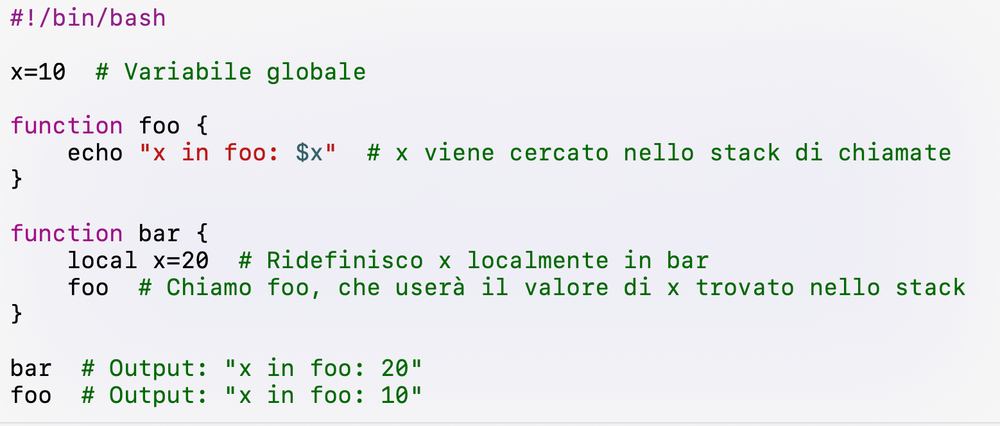 #!/bin/bash
x=10  # Variabile globale
function foo {
    echo "x in foo: $x"  # x viene cercato nello stack di chiamate
}
function bar {
    local x=20  # Ridefinisco x localmente in bar
    foo  # Chiamo foo, che userà il valore di x trovato nello stack
}
bar  # Output: "x in foo: 20"
foo  # Output: "x in foo: 10"